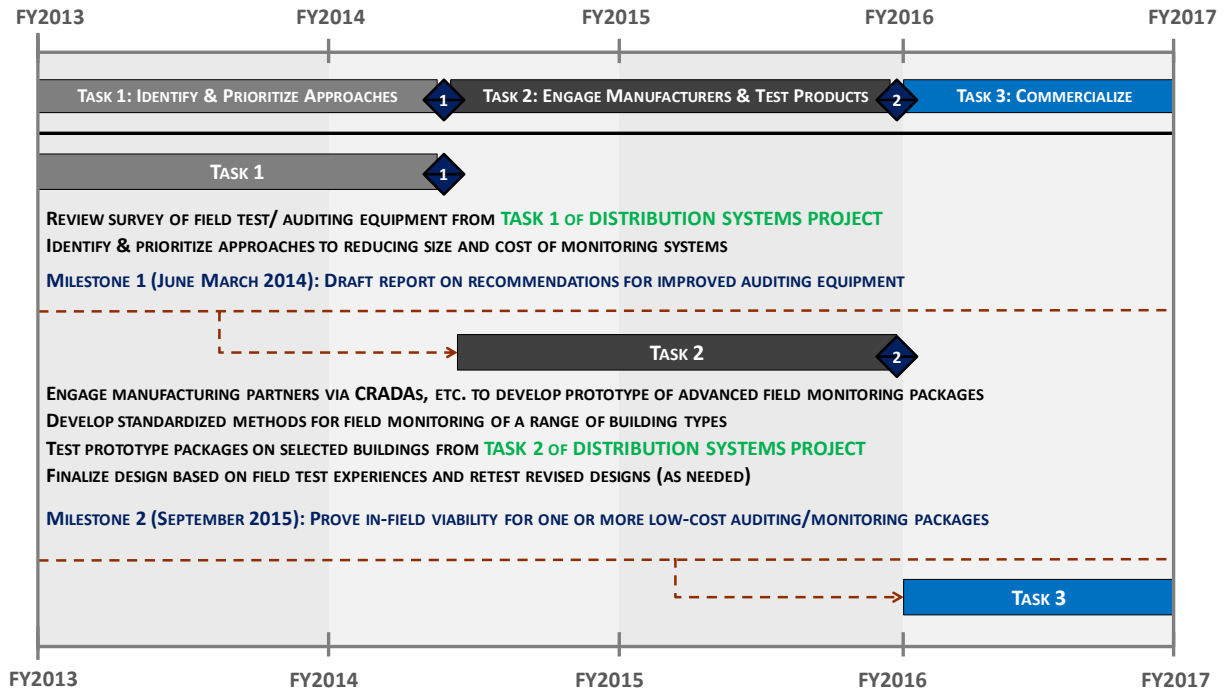 FY2013 FY2014 FY2015 FY2016 FY2017
Task 1: Identify & Prioritize Approaches 1 Task 2: Engage Manufacturers & Test Products 2 Task 3: Commercialize
Task 1 1
Review survey of field test/ auditing equipment from TASK 1 of DISTRIBUTION SYSTEMS PROJECT
Identify & prioritize approaches to reducing size and cost of monitoring systems
Milestone 1 (June March 2014): Draft report on recommendations for improved auditing equipment
Task 2 2
Engage manufacturing partners via CRADAs, etc. to develop prototype of advanced field monitoring packages
Develop standardized methods for field monitoring of a range of building types
Test prototype packages on selected buildings from TASK 2 of DISTRIBUTION SYSTEMS PROJECT
Finalize design based on field test experiences and retest revised designs (as needed)
Milestone 2 (September 2015): Prove in-field viability for one or more low-cost auditing/monitoring packages
Task 3
FY2013 FY2014 FY2015 FY2016 FY2017